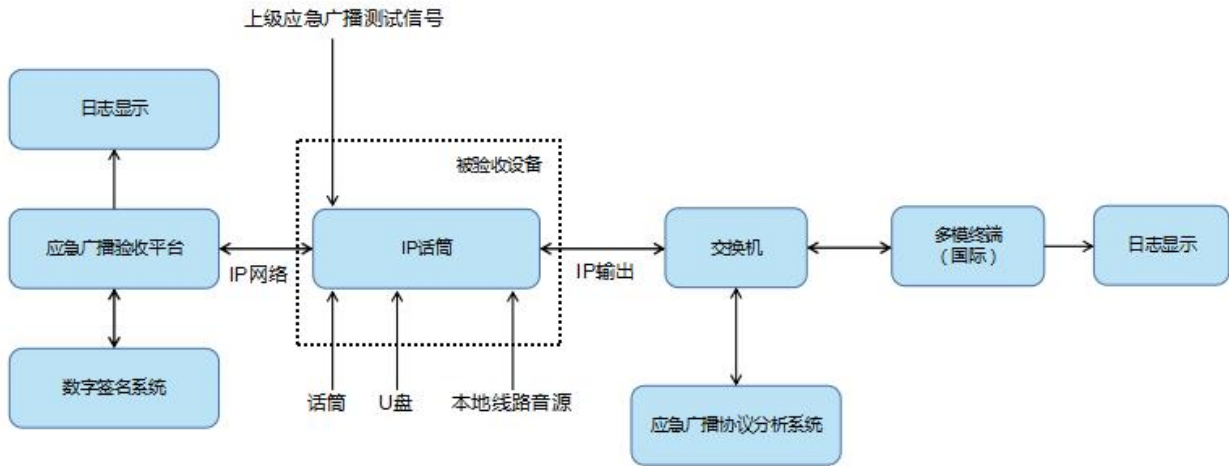 上级应急广播测试信号
日志显示
被验收设备
应急广播验收平台
IP网络
IP话筒
IP输出
交换机
多模终端
（国际）
日志显示
数字签名系统
话筒
U盘
本地线路音源
应急广播协议分析系统